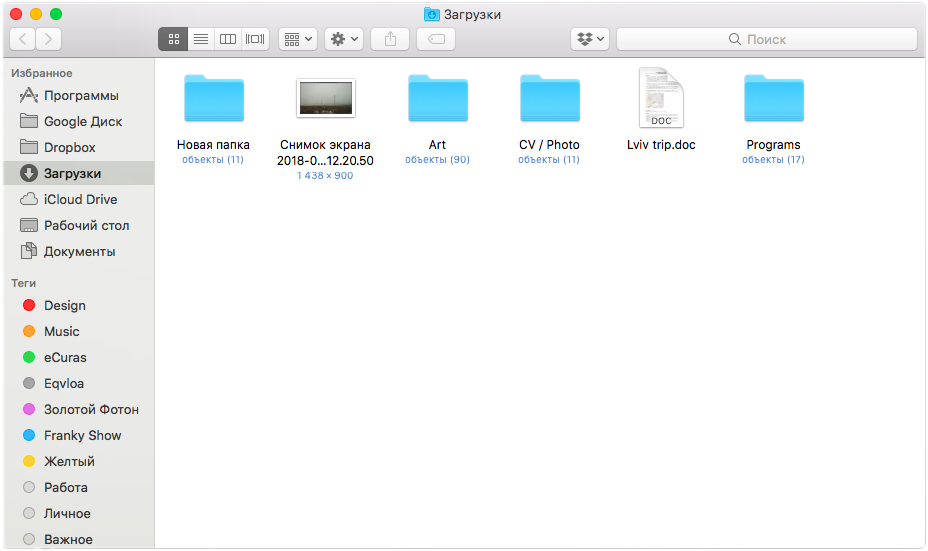 Загрузки
Поиск
Избранное
Программы
Google Диск
Dropbox
Загрузки
iCloud Drive
Рабочий стол
Документы
Теги
Design
Music
eCuras
Eqvloa
Золотой Фотон
Franky Show
Желтый
Работа
Личное
Важное
Новая папка
объекты (11)
Снимок экрана
2018-0...12.20.50
1 438 × 900
Art
объекты (90)
CV / Photo
объекты (11)
DOC
Lviv trip.doc
Programs
объекты (17)